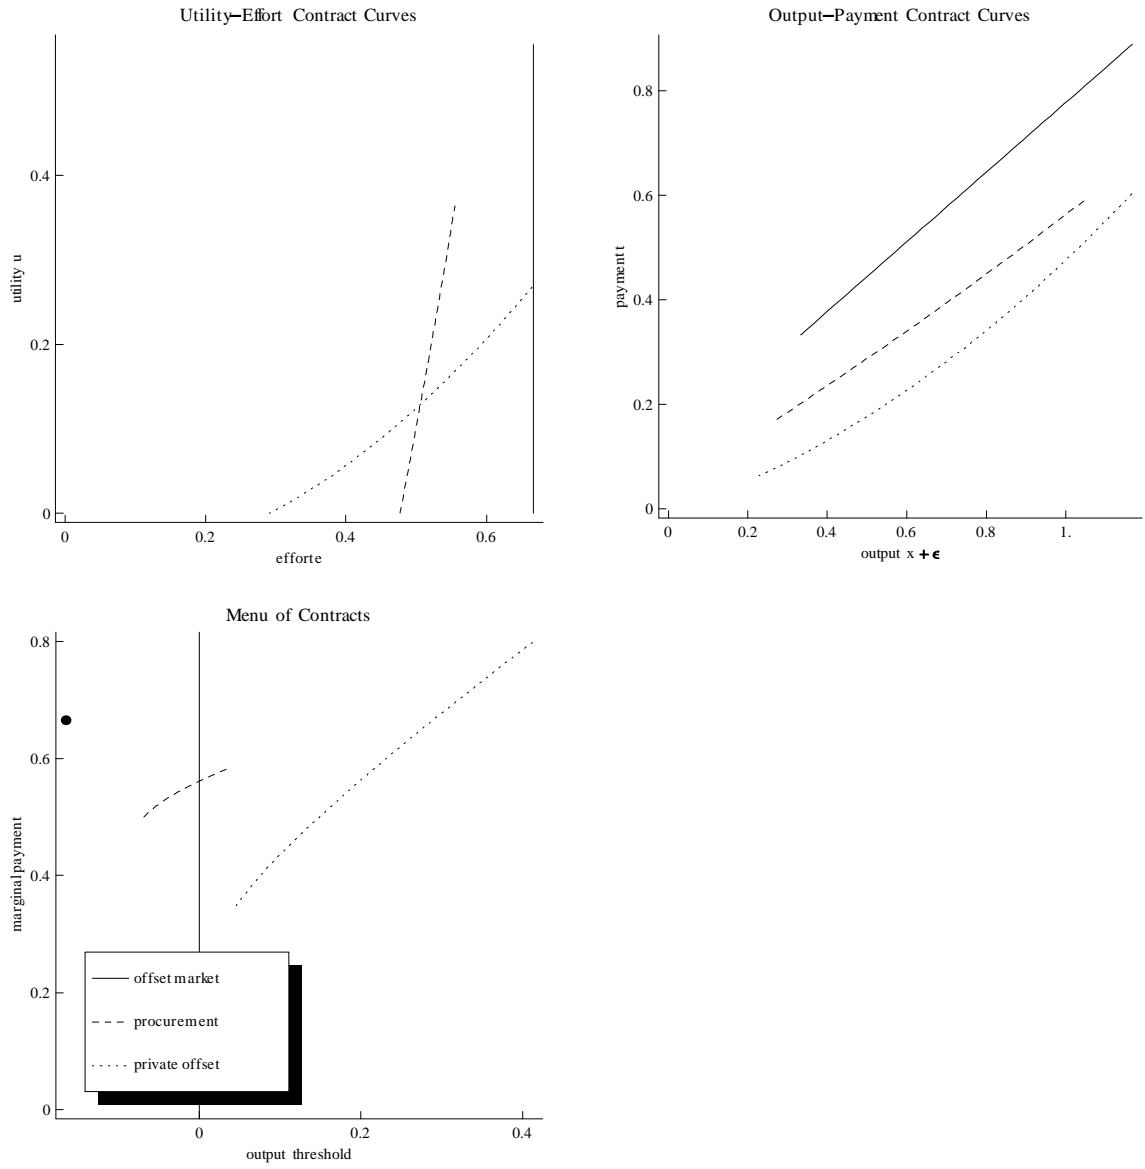 Utility–Effort Contract Curves
Output–Payment Contract Curves
0.4
0.2
0
utility u
0
0.2
0.4
0.6
effort e
0.8
0.6
0.4
0.2
0
payment t
0
0.2
0.4
0.6
0.8
1.
output x + ϵ
Menu of Contracts
0.8
0.6
0.4
0.2
0
marginal payment
offset market
procurement
private offset
0
0.2
0.4
output threshold